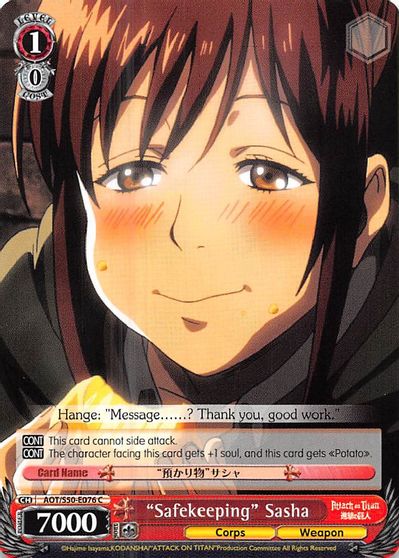 LEVEL
1
0
COST
Hange: "Message......? Thank you, good work."
CONT This card cannot side attack.
CONT The character facing this card gets +1 soul, and this card gets «Potato».
Card Name "預かり物"サシャ
CH AOT/S50-E076 C
7000
"Safekeeping" Sasha
Attack on Titan
進撃の巨人
Corps
Weapon
©Hajime Isayama,KODANSHA/"ATTACK ON TITAN"Production Committee.All Rights Reserved.